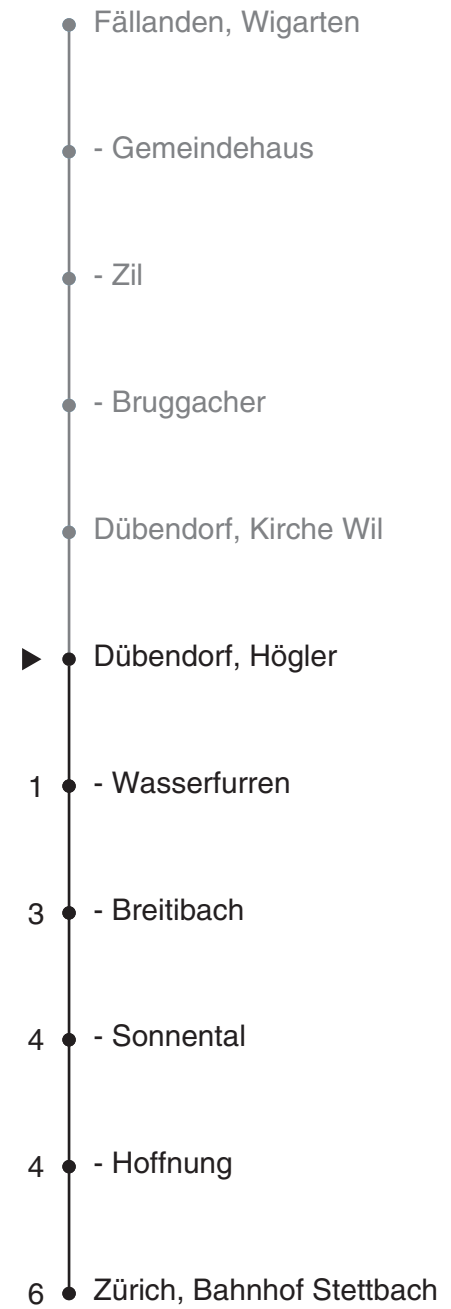 Fällanden, Wigarten
- Gemeindehaus
- Zil
- Bruggacher
Dübendorf, Kirche Wil
Dübendorf, Högler
1 - Wasserfurren
3 - Breitibach
4 - Sonnental
4 - Hoffnung
6 Zürich, Bahnhof Stettbach